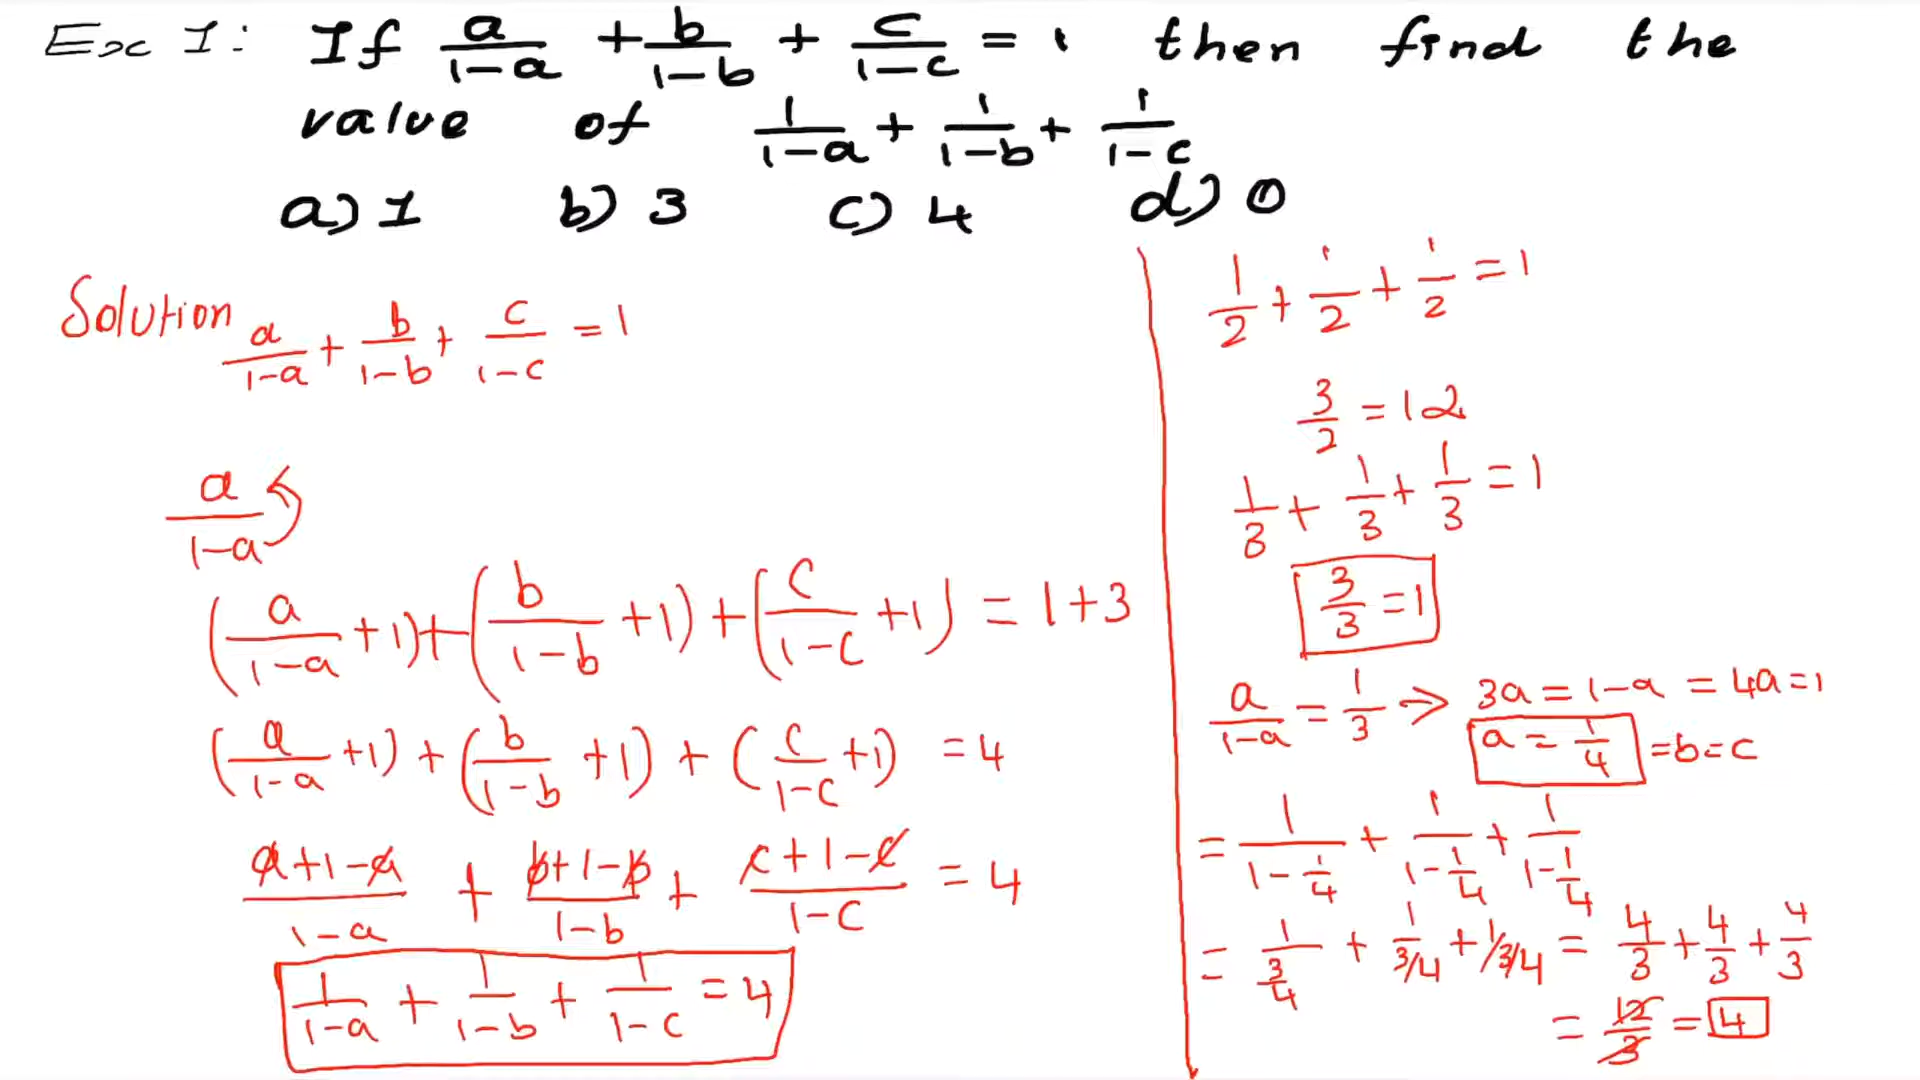 Exc 1: If a/(1-a) + b/(1-b) + c/(1-c) = 1 then find the
value of 1/(1-a) + 1/(1-b) + 1/(1-c)
a) 1 b) 3 c) 4 d) 0
Solution
a/(1-a) + b/(1-b) + c/(1-c) = 1
a/(1-a)
(a/(1-a) + 1) + (b/(1-b) + 1) + (c/(1-c) + 1) = 1+3
(a/(1-a) + 1) + (b/(1-b) + 1) + (c/(1-c) + 1) = 4
(a+1-a)/(1-a) + (b+1-b)/(1-b) + (c+1-c)/(1-c) = 4
1/(1-a) + 1/(1-b) + 1/(1-c) = 4
1/2 + 1/2 + 1/2 = 1
3/2 = 12
1/3 + 1/3 + 1/3 = 1
3/3 = 1
a/(1-a) = 1/3 → 3a = 1-a = 4a=1
a = 1/4 = b = c
= 1/(1-1/4) + 1/(1-1/4) + 1/(1-1/4)
= 1/(3/4) + 1/(3/4) + 1/(3/4) = 4/3 + 4/3 + 4/3
= 12/3 = 4